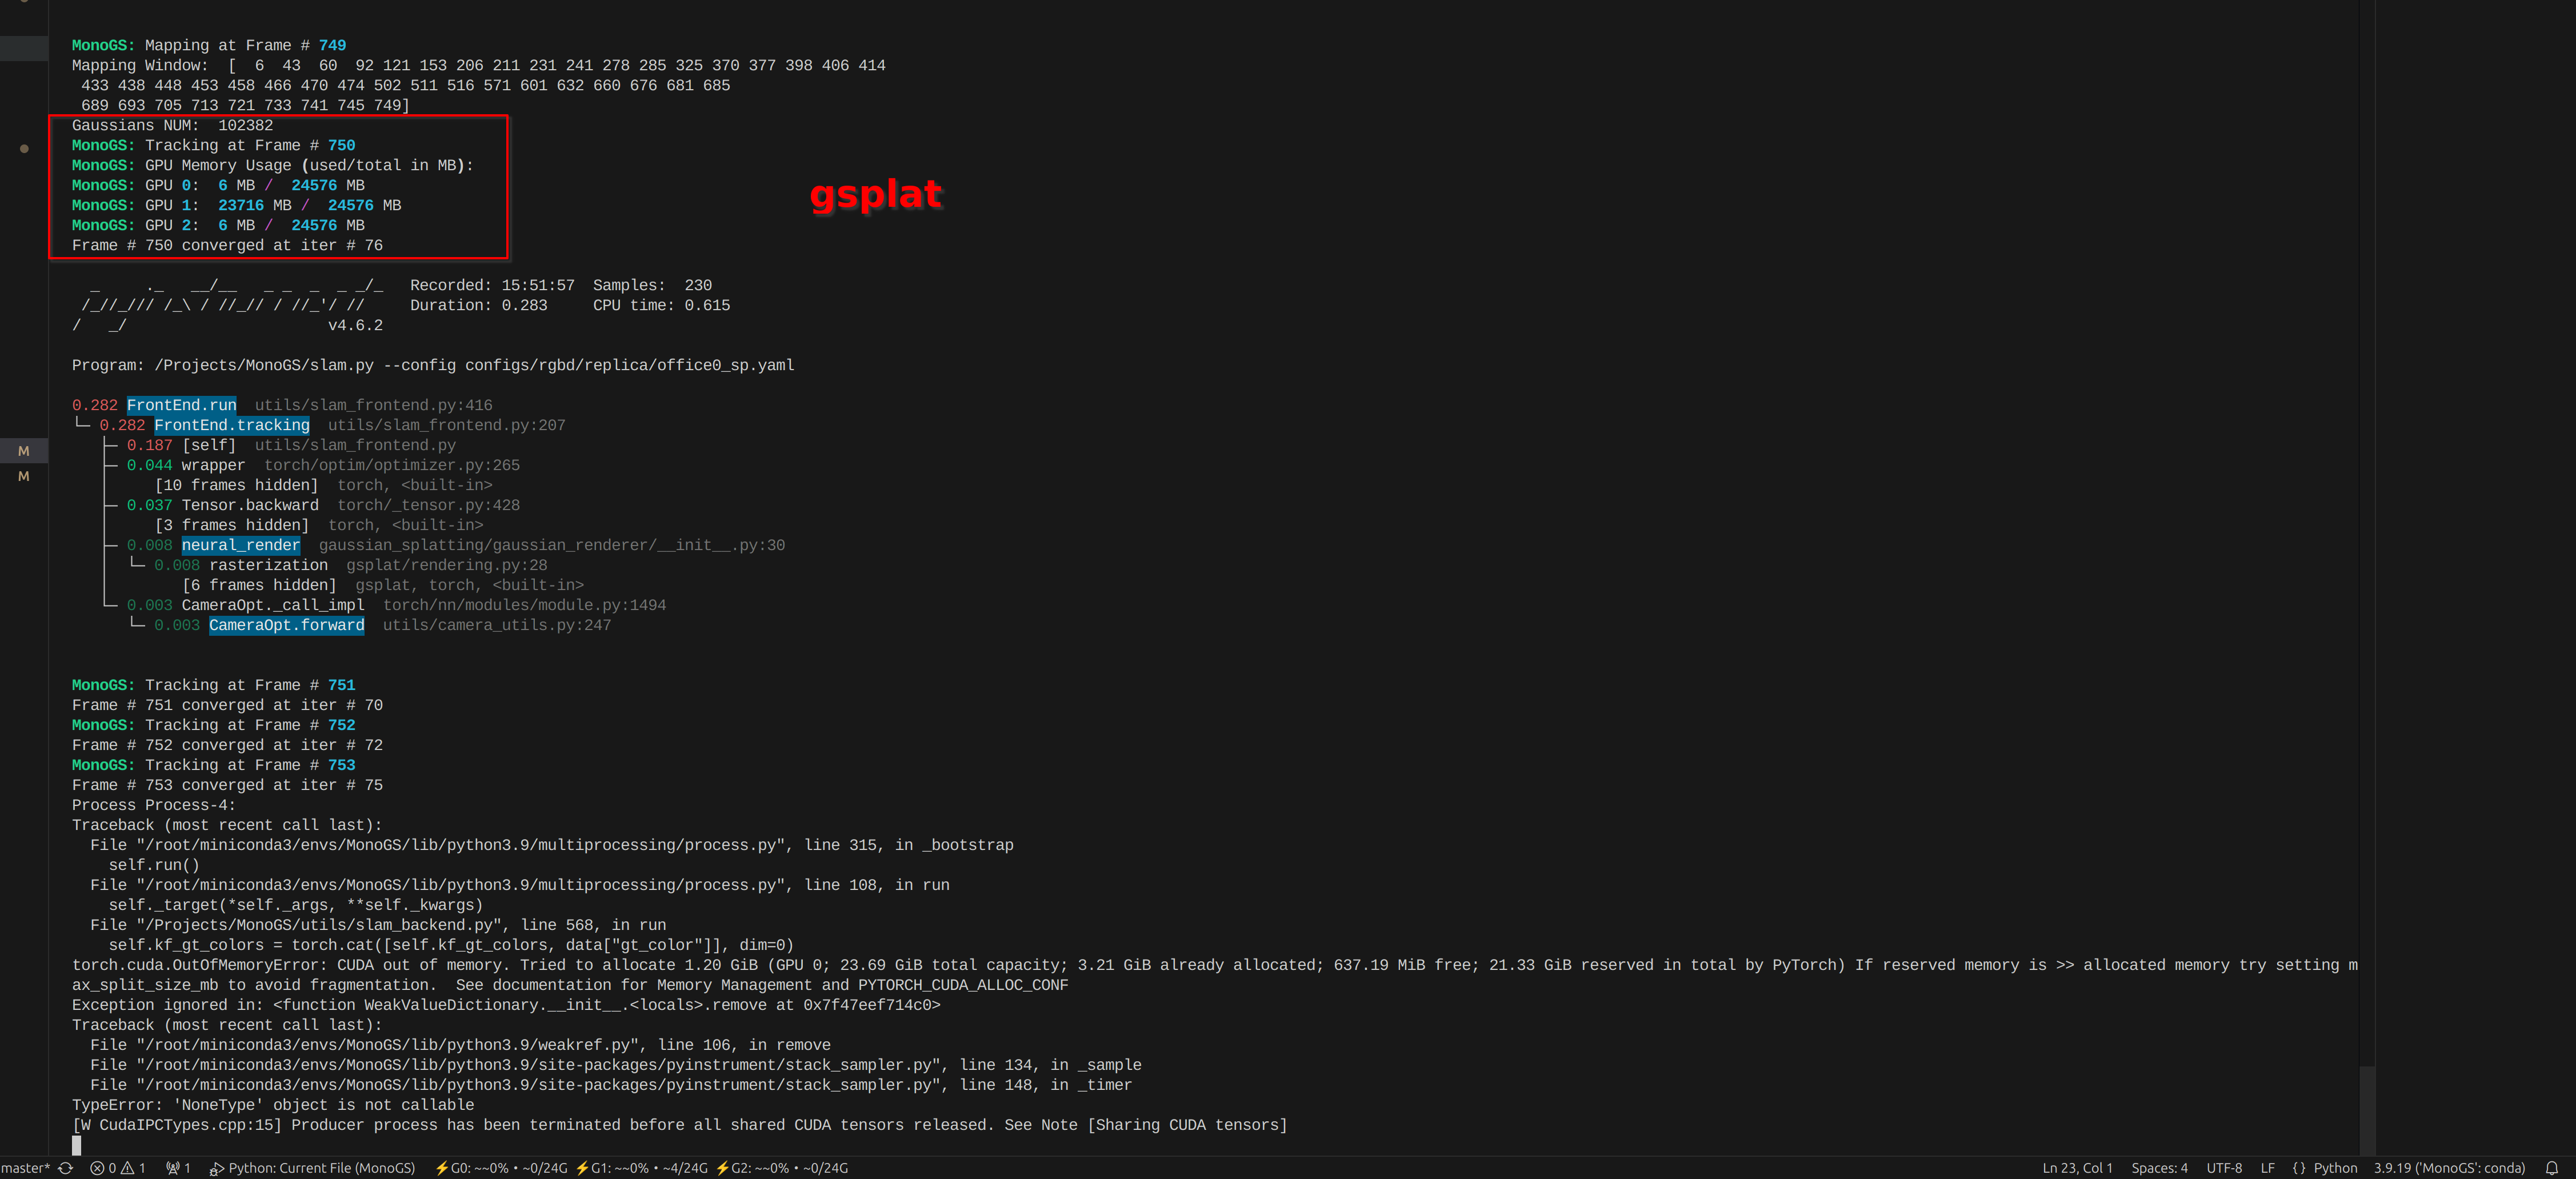 MonoGS: Mapping at Frame # 749
Mapping Window:  [  6  43  60  92 121 153 206 211 231 241 278 285 325 370 377 398 406 414
 433 438 448 453 458 466 470 474 502 511 516 571 601 632 660 676 681 685
 689 693 705 713 721 733 741 745 749]
Gaussians NUM:  102382
MonoGS: Tracking at Frame # 750
MonoGS: GPU Memory Usage (used/total in MB):
MonoGS: GPU 0:  6 MB /  24576 MB
MonoGS: GPU 1:  23716 MB /  24576 MB
gsplat
MonoGS: GPU 2:  6 MB /  24576 MB
Frame # 750 converged at iter # 76
  _     ._   __/__   _ _  _  _ _/_   Recorded: 15:51:57  Samples:  230
 /_//_/// /_\ / //_// / //_'/ //     Duration: 0.283     CPU time: 0.615
/   _/                      v4.6.2
Program: /Projects/MonoGS/slam.py --config configs/rgbd/replica/office0_sp.yaml
0.282 FrontEnd.run  utils/slam_frontend.py:416
└─ 0.282 FrontEnd.tracking  utils/slam_frontend.py:207
   ├─ 0.187 [self]  utils/slam_frontend.py
   ├─ 0.044 wrapper  torch/optim/optimizer.py:265
   │     [10 frames hidden]  torch, <built-in>
   ├─ 0.037 Tensor.backward  torch/_tensor.py:428
   │     [3 frames hidden]  torch, <built-in>
   ├─ 0.008 neural_render  gaussian_splatting/gaussian_renderer/__init__.py:30
   │  └─ 0.008 rasterization  gsplat/rendering.py:28
   │        [6 frames hidden]  gsplat, torch, <built-in>
   └─ 0.003 CameraOpt._call_impl  torch/nn/modules/module.py:1494
      └─ 0.003 CameraOpt.forward  utils/camera_utils.py:247
MonoGS: Tracking at Frame # 751
Frame # 751 converged at iter # 70
MonoGS: Tracking at Frame # 752
Frame # 752 converged at iter # 72
MonoGS: Tracking at Frame # 753
Frame # 753 converged at iter # 75
Process Process-4:
Traceback (most recent call last):
  File "/root/miniconda3/envs/MonoGS/lib/python3.9/multiprocessing/process.py", line 315, in _bootstrap
    self.run()
  File "/root/miniconda3/envs/MonoGS/lib/python3.9/multiprocessing/process.py", line 108, in run
    self._target(*self._args, **self._kwargs)
M
  File "/Projects/MonoGS/utils/slam_backend.py", line 568, in run
M
    self.kf_gt_colors = torch.cat([self.kf_gt_colors, data["gt_color"]], dim=0)
torch.cuda.OutOfMemoryError: CUDA out of memory. Tried to allocate 1.20 GiB (GPU 0; 23.69 GiB total capacity; 3.21 GiB already allocated; 637.19 MiB free; 21.33 GiB reserved in total by PyTorch) If reserved memory is >> allocated memory try setting m
ax_split_size_mb to avoid fragmentation.  See documentation for Memory Management and PYTORCH_CUDA_ALLOC_CONF
Exception ignored in: <function WeakValueDictionary.__init__.<locals>.remove at 0x7f47eef714c0>
Traceback (most recent call last):
  File "/root/miniconda3/envs/MonoGS/lib/python3.9/weakref.py", line 106, in remove
  File "/root/miniconda3/envs/MonoGS/lib/python3.9/site-packages/pyinstrument/stack_sampler.py", line 134, in _sample
  File "/root/miniconda3/envs/MonoGS/lib/python3.9/site-packages/pyinstrument/stack_sampler.py", line 148, in _timer
TypeError: 'NoneType' object is not callable
[W CudaIPCTypes.cpp:15] Producer process has been terminated before all shared CUDA tensors released. See Note [Sharing CUDA tensors]
master* 0 1 1 Python: Current File (MonoGS) ⚡G0: ~~0% • ~0/24G ⚡G1: ~~0% • ~4/24G ⚡G2: ~~0% • ~0/24G Ln 23, Col 1 Spaces: 4 UTF-8 LF {} Python 3.9.19 ('MonoGS': conda)